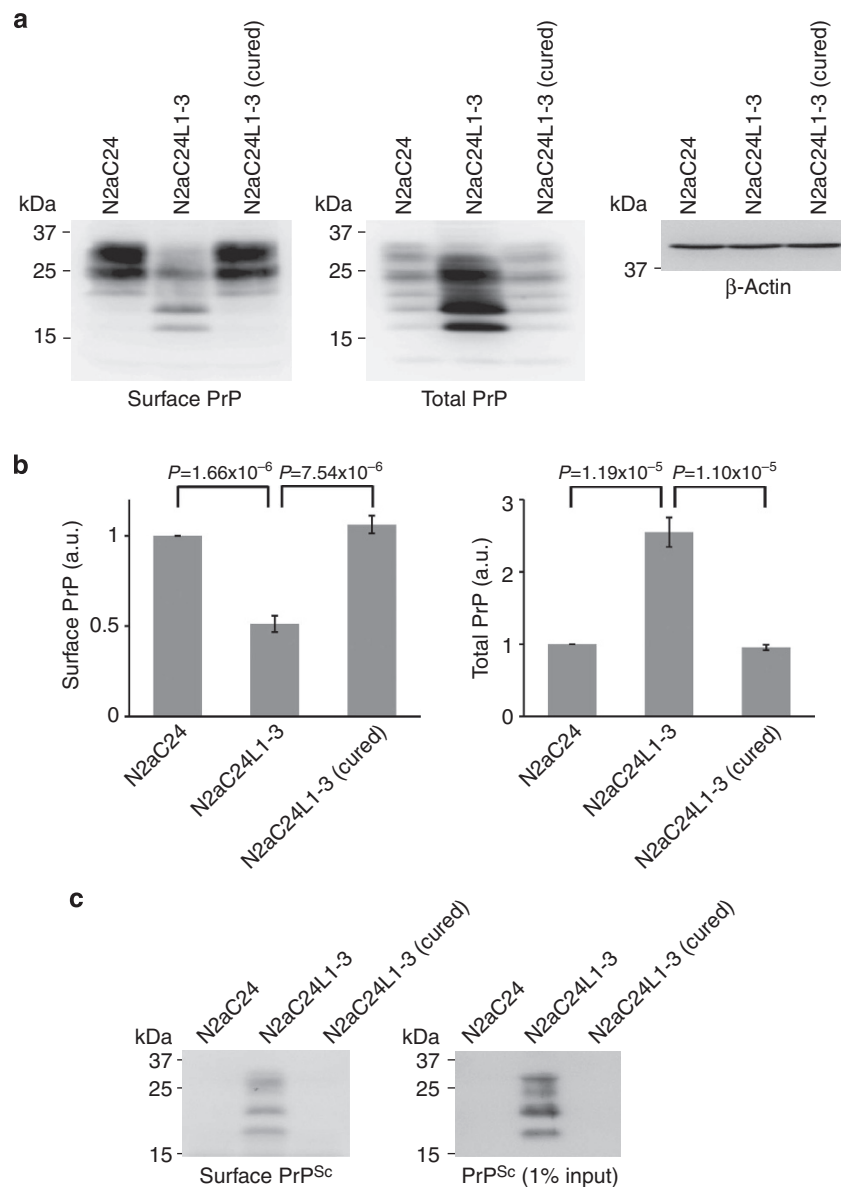 a
N2aC24
N2aC24L1-3
N2aC24L1-3 (cured)
kDa
37
25
15
Surface PrP
N2aC24
N2aC24L1-3
N2aC24L1-3 (cured)
kDa
37
25
15
Total PrP
N2aC24
N2aC24L1-3
N2aC24L1-3 (cured)
kDa
37
β-Actin
b
P=1.66x10⁻⁶ P=7.54x10⁻⁶
Surface PrP (a.u.)
1
0.5
0
N2aC24
N2aC24L1-3
N2aC24L1-3 (cured)
P=1.19x10⁻⁵ P=1.10x10⁻⁵
Total PrP (a.u.)
3
2
1
0
N2aC24
N2aC24L1-3
N2aC24L1-3 (cured)
c
N2aC24
N2aC24L1-3
N2aC24L1-3 (cured)
kDa
37
25
15
Surface PrPSc
N2aC24
N2aC24L1-3
N2aC24L1-3 (cured)
kDa
37
25
15
PrPSc (1% input)